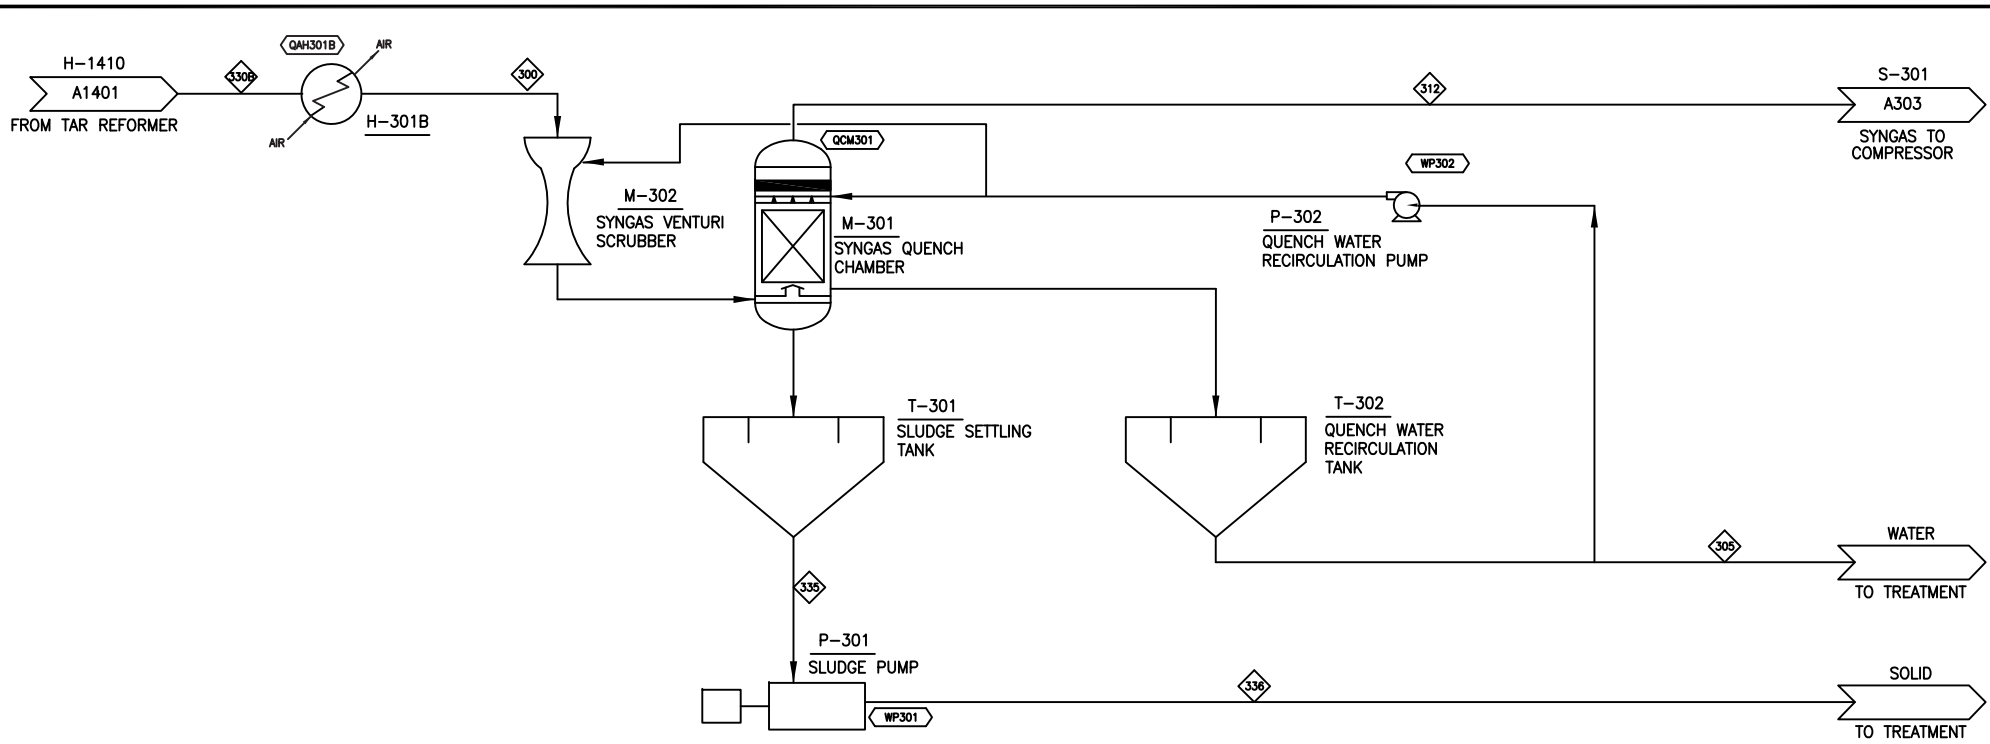 QAH301B
AIR
H-1410
A1401
FROM TAR REFORMER
330B
H-301B
AIR
300
312
S-301
A303
SYNGAS TO
COMPRESSOR
QCM301
WP302
M-302
SYNGAS VENTURI
SCRUBBER
M-301
SYNGAS QUENCH
CHAMBER
P-302
QUENCH WATER
RECIRCULATION PUMP
T-301
SLUDGE SETTLING
TANK
T-302
QUENCH WATER
RECIRCULATION
TANK
305
WATER
TO TREATMENT
335
P-301
SLUDGE PUMP
WP301
336
SOLID
TO TREATMENT